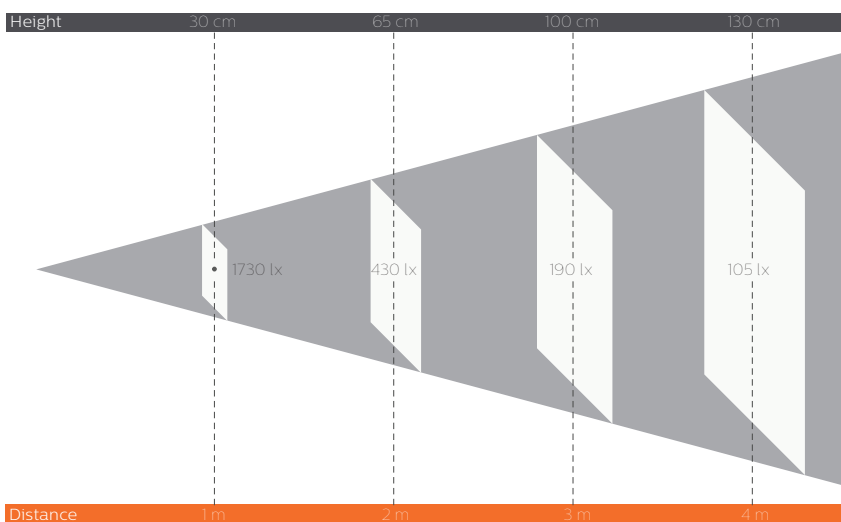 Height 30 cm 65 cm 100 cm 130 cm
1730 lx 430 lx 190 lx 105 lx
Distance 1 m 2 m 3 m 4 m